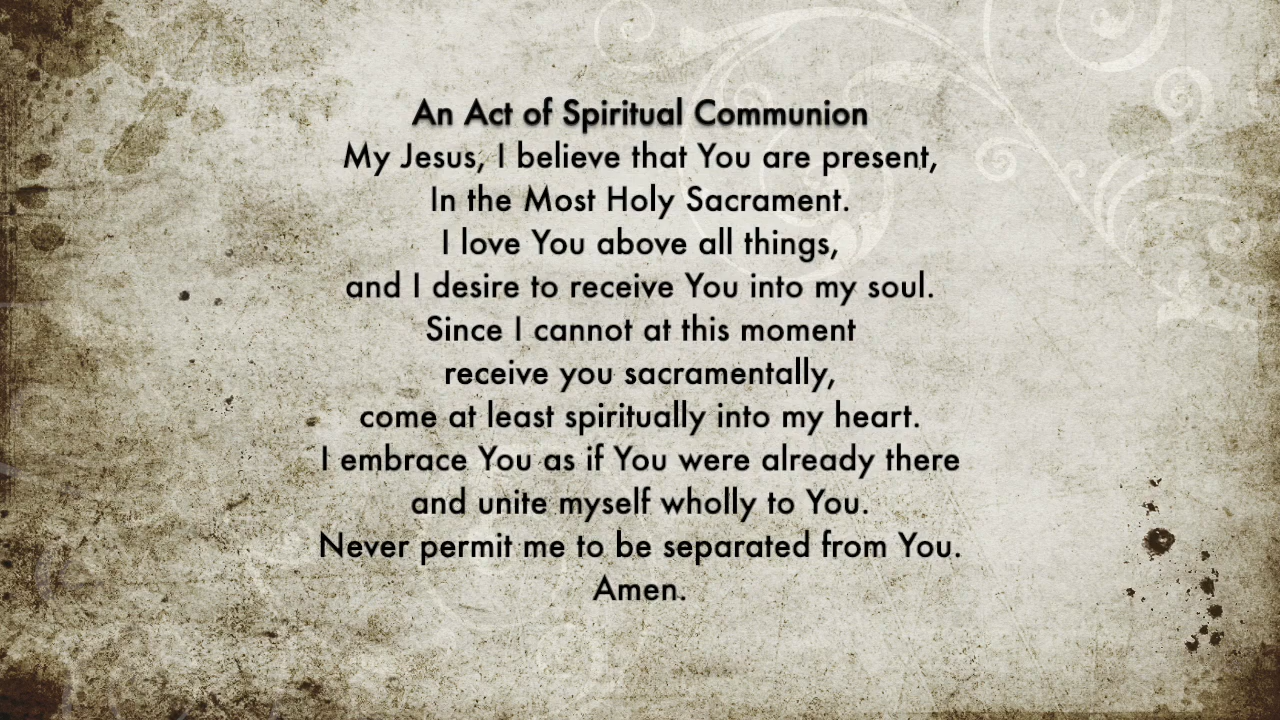 An Act of Spiritual Communion
My Jesus, I believe that You are present,
In the Most Holy Sacrament.
I love You above all things,
and I desire to receive You into my soul.
Since I cannot at this moment
receive you sacramentally,
come at least spiritually into my heart.
I embrace You as if You were already there
and unite myself wholly to You.
Never permit me to be separated from You.
Amen.